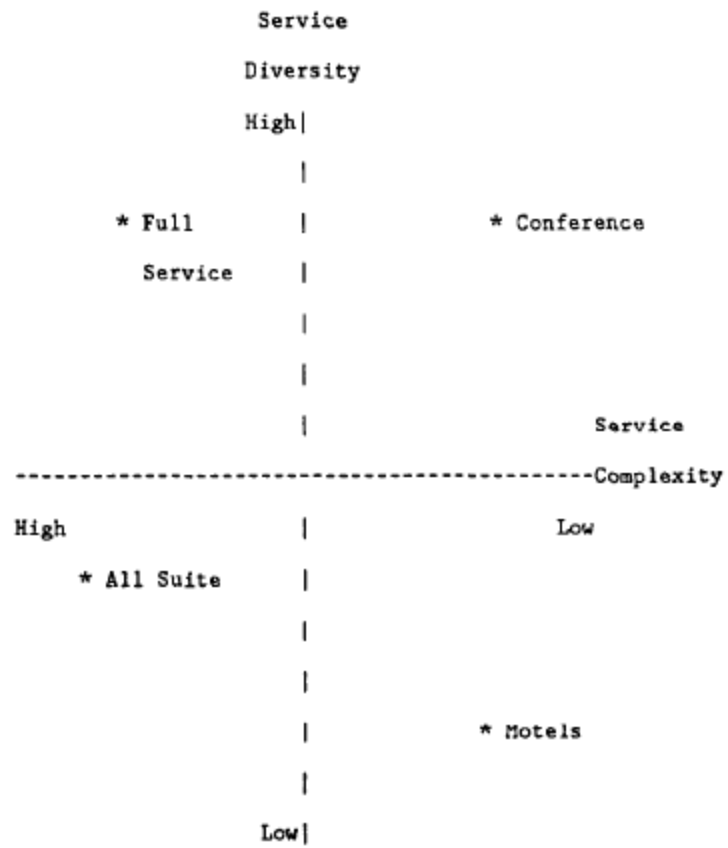 Service
Diversity
High|
|
* Full | * Conference
Service |
|
|
| Service
---------------------------------------------Complexity
High | Low
* All Suite |
|
|
| * Motels
|
Low|